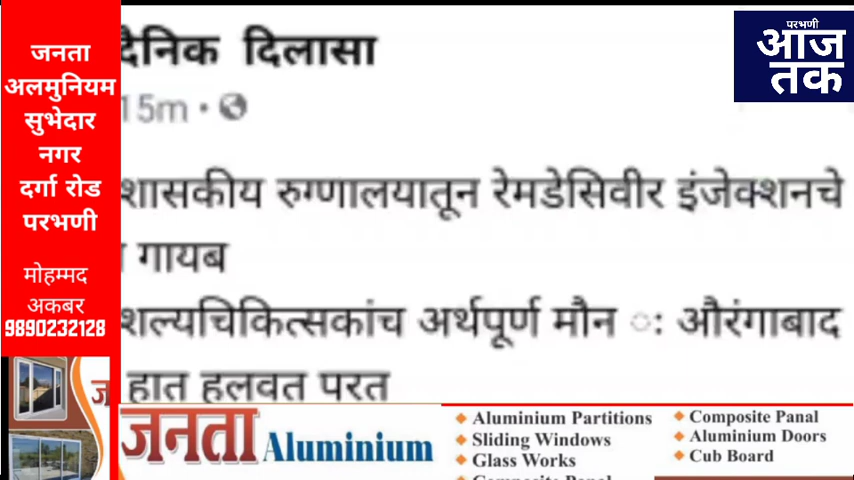 जनता
अलमुनियम
सुभेदार
नगर
दर्गा रोड
परभणी
मोहम्मद
अकबर
9890232128
दैनिक दिलासा
15m
शासकीय रुग्णालयातून रेमडेसिवीर इंजेक्शनचे
गायब
शल्यचिकित्सकांच अर्थपूर्ण मौन ः औरंगाबाद
हात हलवत परत
परभणी
आज
तक
जनता Aluminium
Aluminium Partitions
Sliding Windows
Glass Works
Composite Panel
Composite Panal
Aluminium Doors
Cub Board